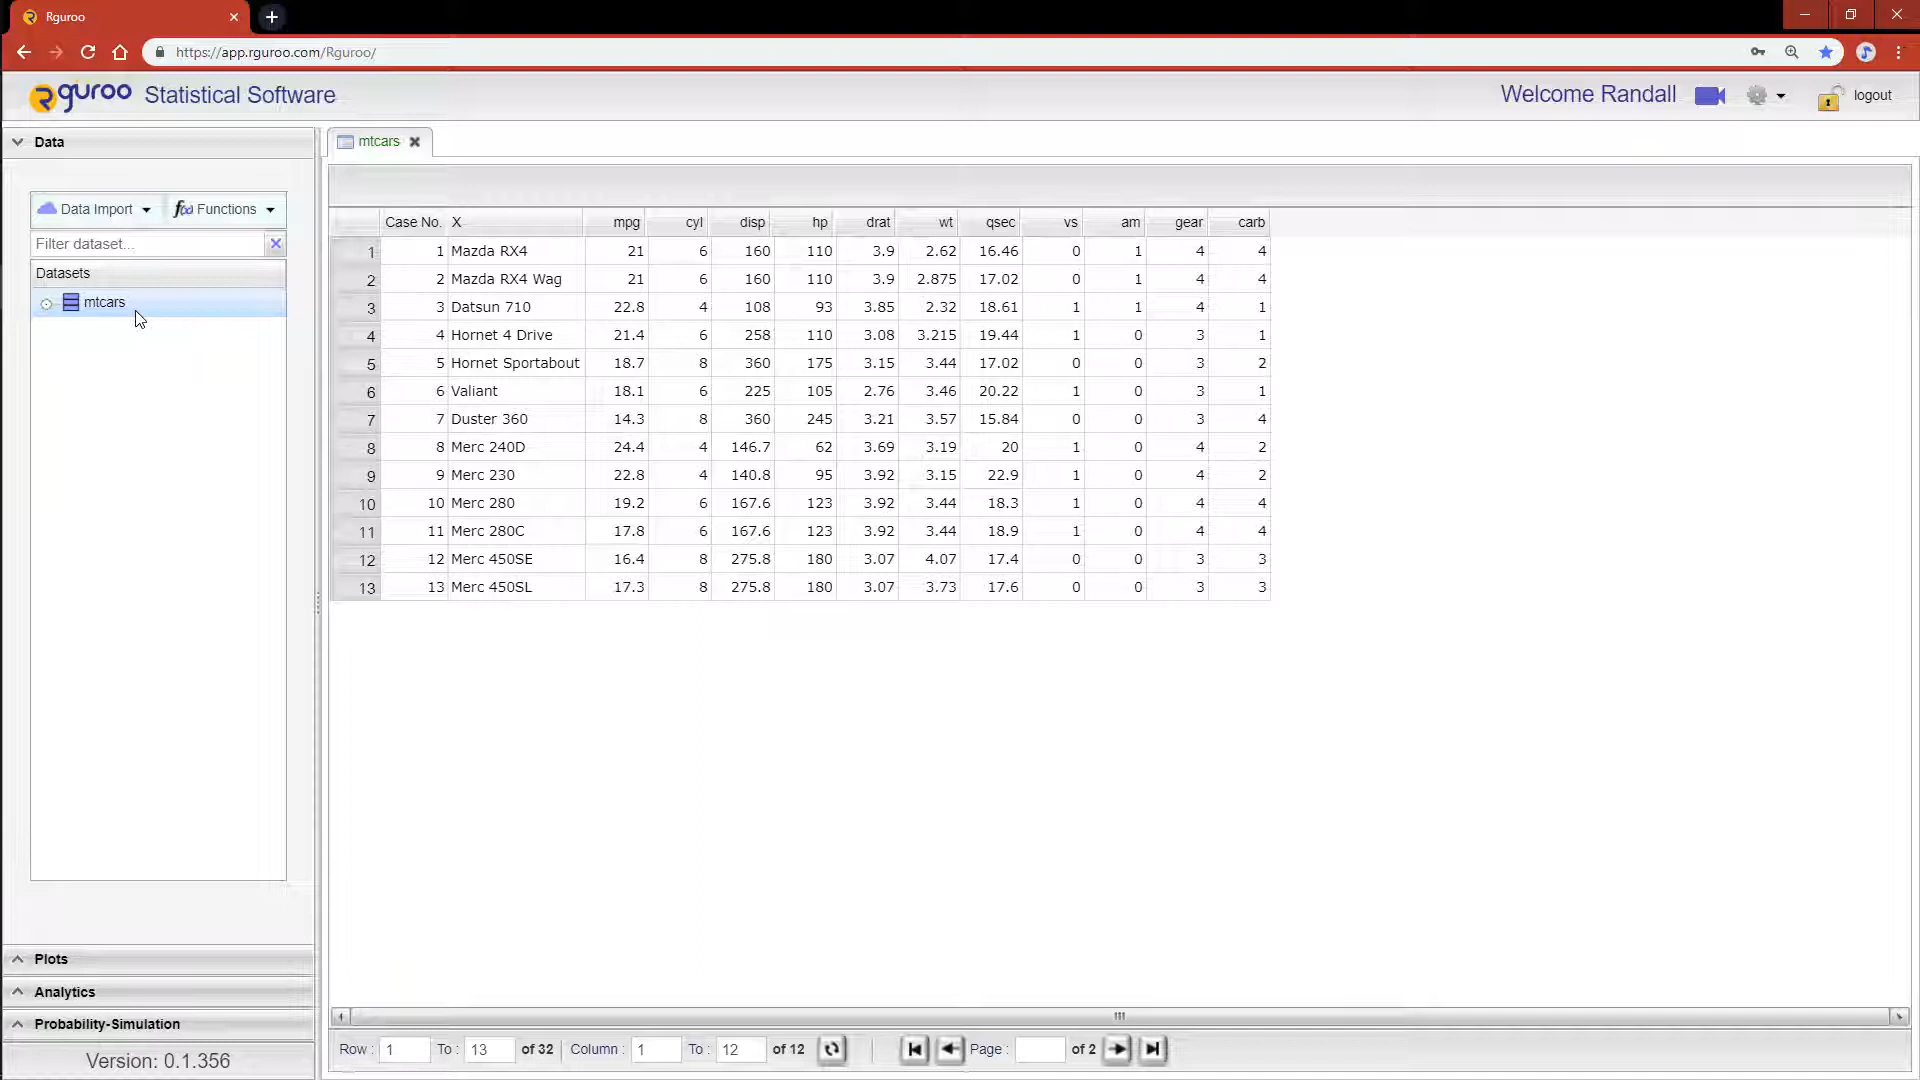 Rguroo
https://app.rguroo.com/Rguroo/
Rguroo Statistical Software
Welcome Randall
logout
Data
mtcars
Data Import
f(x) Functions
Filter dataset...
Datasets
mtcars
Case No. X mpg cyl disp hp drat wt qsec vs am gear carb
1 1 Mazda RX4 21 6 160 110 3.9 2.62 16.46 0 1 4 4
2 2 Mazda RX4 Wag 21 6 160 110 3.9 2.875 17.02 0 1 4 4
3 3 Datsun 710 22.8 4 108 93 3.85 2.32 18.61 1 1 4 1
4 4 Hornet 4 Drive 21.4 6 258 110 3.08 3.215 19.44 1 0 3 1
5 5 Hornet Sportabout 18.7 8 360 175 3.15 3.44 17.02 0 0 3 2
6 6 Valiant 18.1 6 225 105 2.76 3.46 20.22 1 0 3 1
7 7 Duster 360 14.3 8 360 245 3.21 3.57 15.84 0 0 3 4
8 8 Merc 240D 24.4 4 146.7 62 3.69 3.19 20 1 0 4 2
9 9 Merc 230 22.8 4 140.8 95 3.92 3.15 22.9 1 0 4 2
10 10 Merc 280 19.2 6 167.6 123 3.92 3.44 18.3 1 0 4 4
11 11 Merc 280C 17.8 6 167.6 123 3.92 3.44 18.9 1 0 4 4
12 12 Merc 450SE 16.4 8 275.8 180 3.07 4.07 17.4 0 0 3 3
13 13 Merc 450SL 17.3 8 275.8 180 3.07 3.73 17.6 0 0 3 3
Plots
Analytics
Probability-Simulation
Version: 0.1.356
Row : 1 To : 13 of 32 Column : 1 To : 12 of 12 Page : of 2